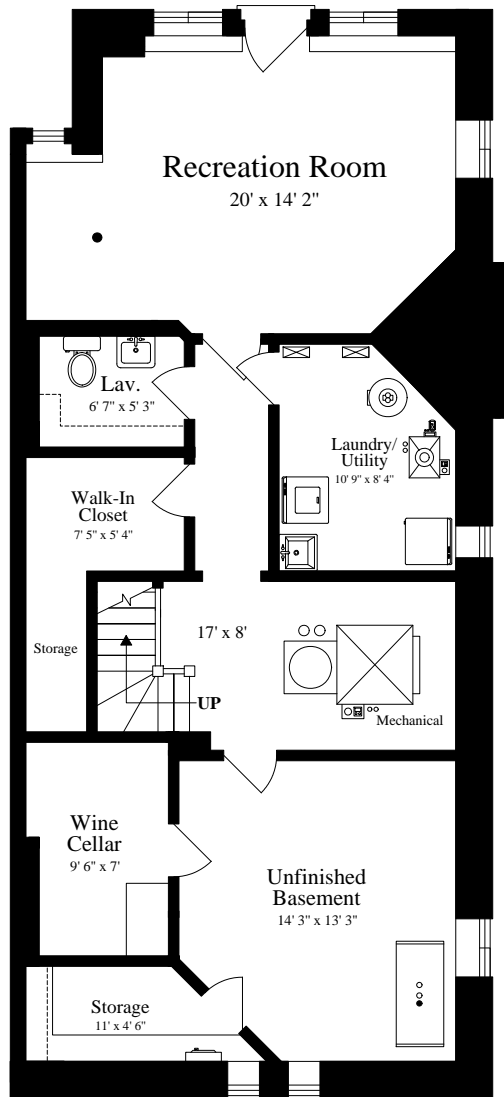 Recreation Room
20' x 14' 2"
Lav.
6' 7" x 5' 3"
Laundry/
Utility
10' 9" x 8' 4"
Walk-In
Closet
7' 5" x 5' 4"
Storage
17' x 8'
UP
Mechanical
Wine
Cellar
9' 6" x 7'
Unfinished
Basement
14' 3" x 13' 3"
Storage
11' x 4' 6"